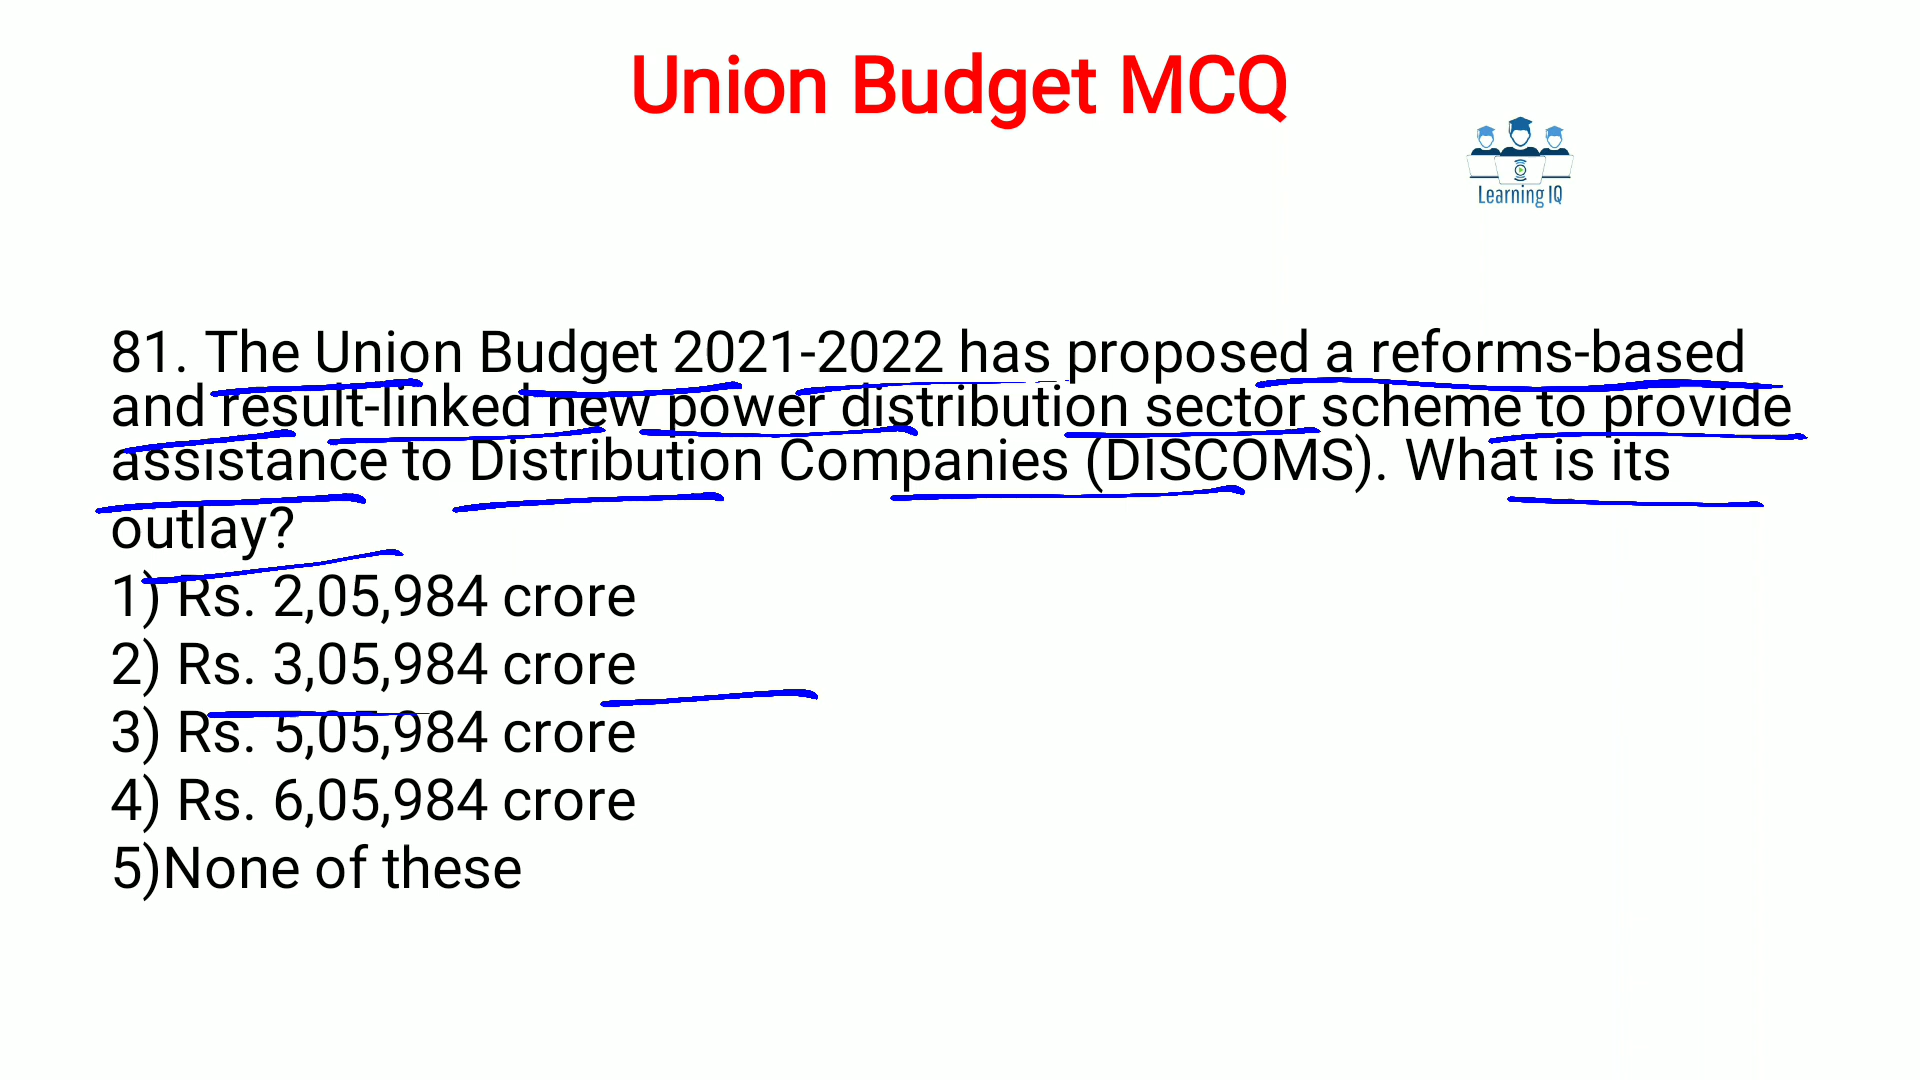 Union Budget MCQ
Learning IQ
81. The Union Budget 2021-2022 has proposed a reforms-based
and result-linked new power distribution sector scheme to provide
assistance to Distribution Companies (DISCOMS). What is its
outlay?
1) Rs. 2,05,984 crore
2) Rs. 3,05,984 crore
3) Rs. 5,05,984 crore
4) Rs. 6,05,984 crore
5)None of these